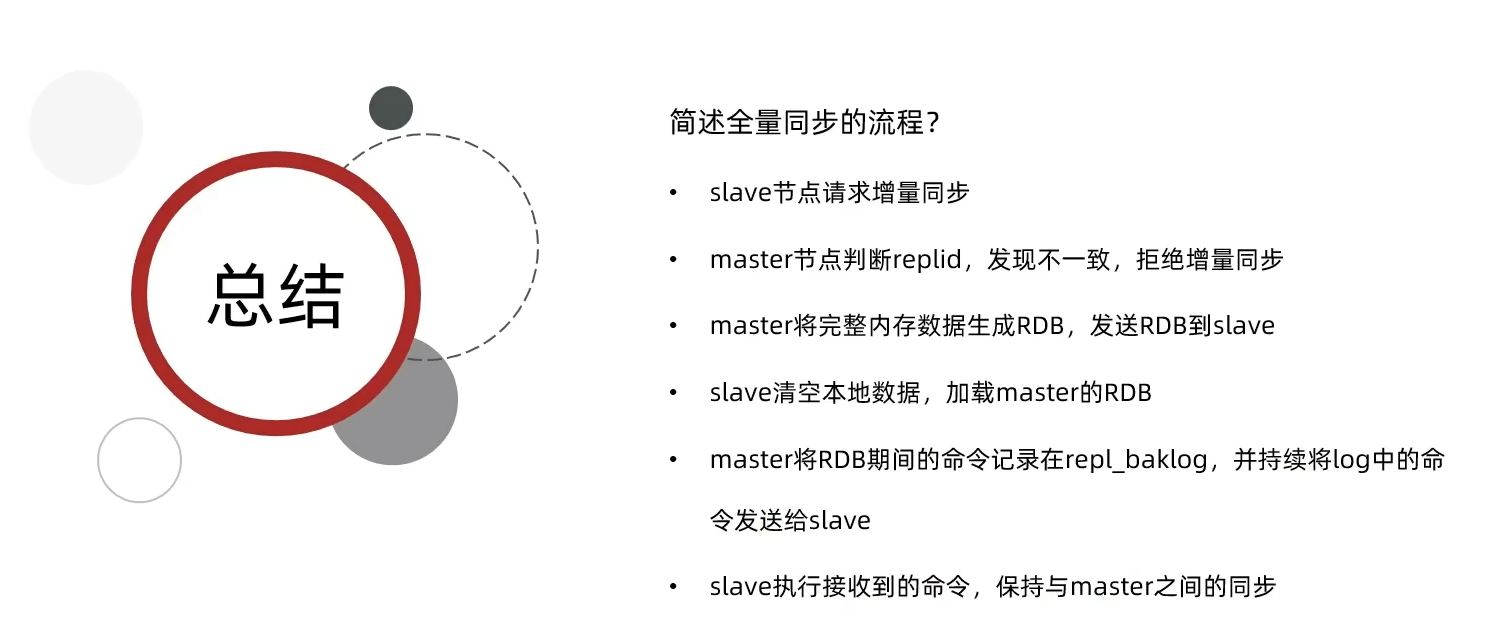 总结
简述全量同步的流程？
• slave节点请求增量同步
• master节点判断replid，发现不一致，拒绝增量同步
• master将完整内存数据生成RDB，发送RDB到slave
• slave清空本地数据，加载master的RDB
• master将RDB期间的命令记录在repl_baklog，并持续将log中的命
令发送给slave
• slave执行接收到的命令，保持与master之间的同步